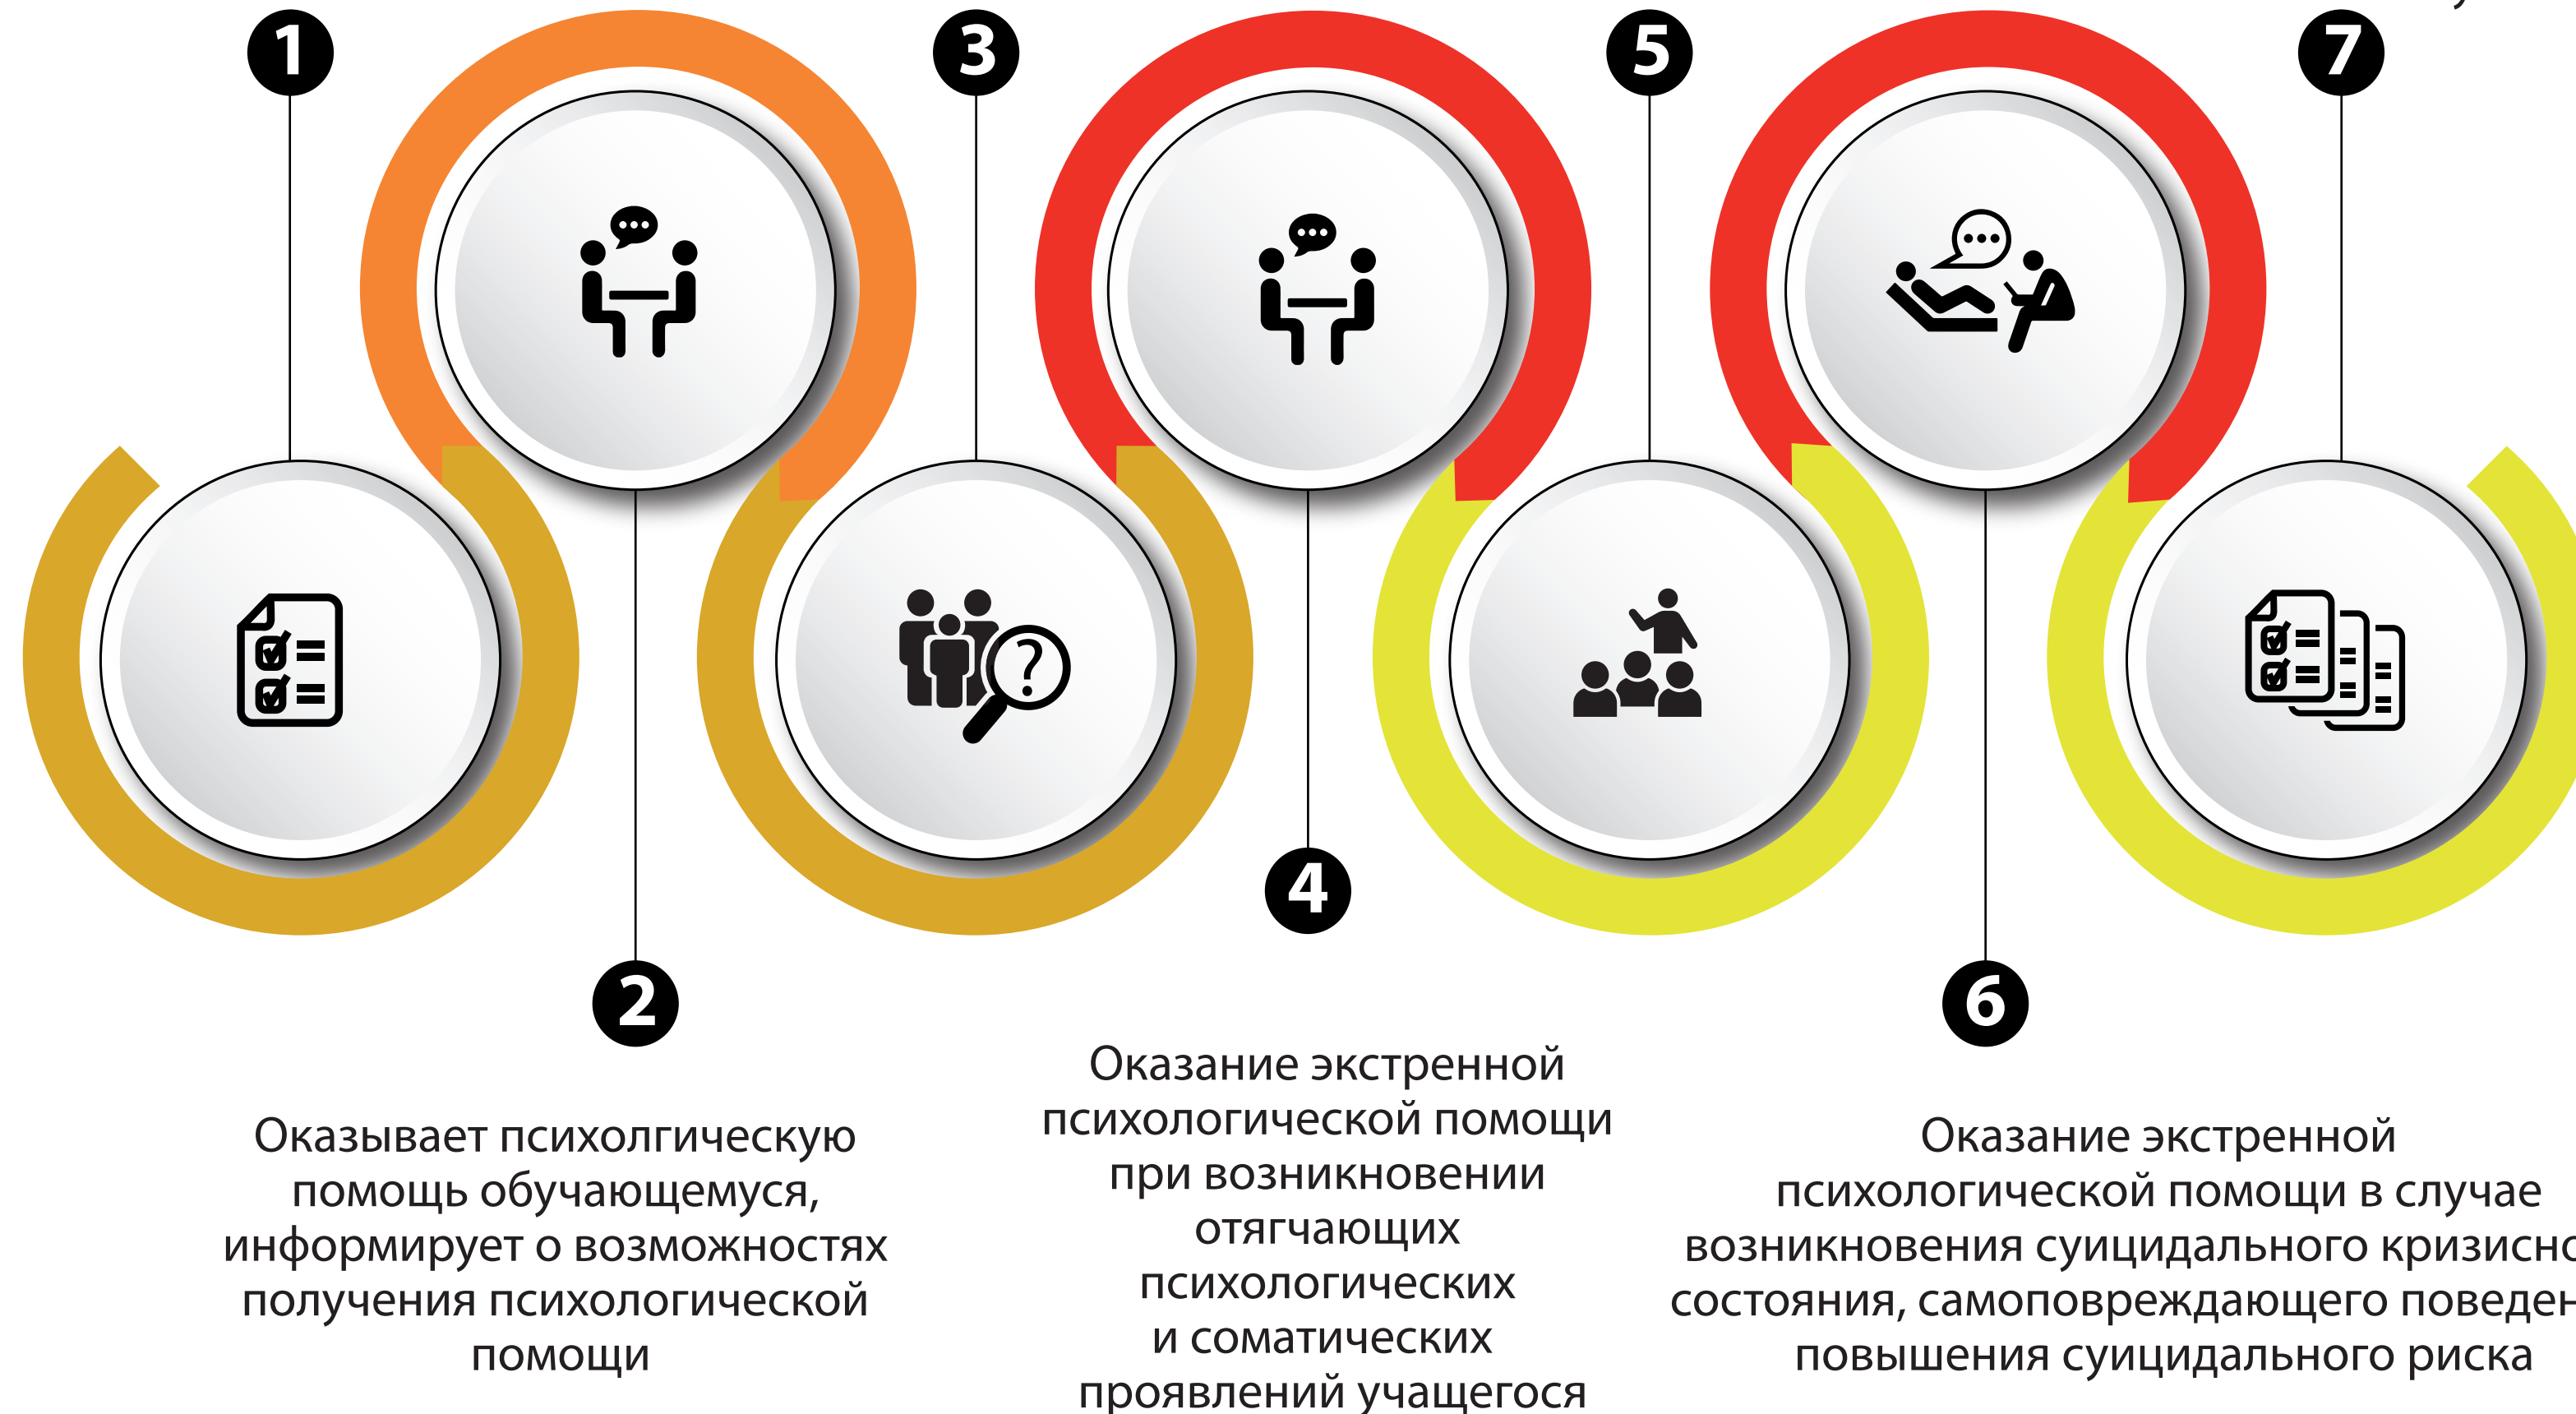 1
3
5
7
?
4
2
6
Оказывает психолгическую
помощь обучающемуся,
информирует о возможностях
получения психологической
помощи
Оказание экстренной
психологической помощи
при возникновении
отягчающих
психологических
и соматических
проявлений учащегося
Оказание экстренной
психологической помощи в случае
возникновения суицидального
состояния, самоповреждающего
повышения суицидального риска